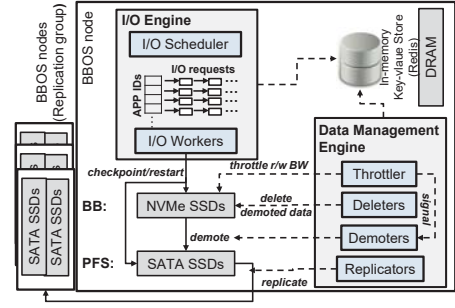 BBOS nodes
(Replication group)
BBOS node
I/O Engine
I/O Scheduler
I/O requests
APP IDs
I/O Workers
In-memory
Key-vlaue Store
(Redis)
DRAM
Data Management
Engine
Throttler
Deleters
Demoters
Replicators
signal
checkpoint/restart
throttle r/w BW
BB:
NVMe SSDs
delete
demoted data
demote
PFS:
SATA SSDs
replicate
SATA SSDs
SATA SSDs